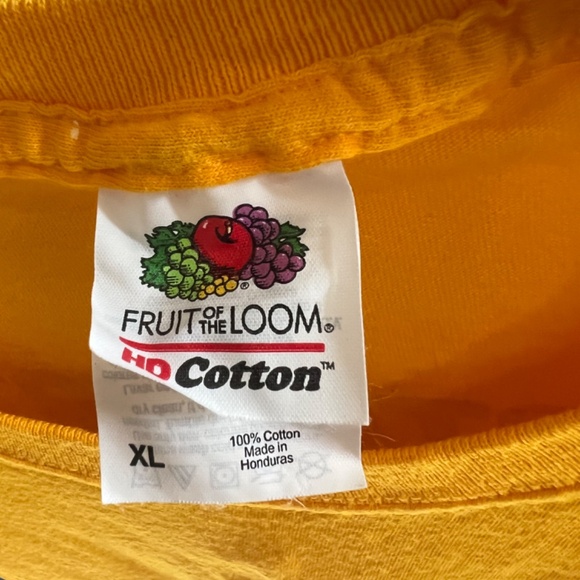 FRUIT OF THE LOOM®
HD Cotton™
XL
100% Cotton
Made in
Honduras